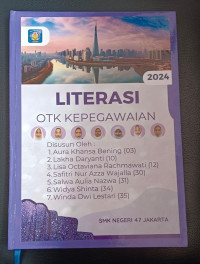 2024
LITERASI
OTK KEPEGAWAIAN
Disusun Oleh :
1. Aura Khansa Bening (03)
2. Lakha Daryanti (10)
3. Lisa Octaviana Rachmawati (12)
4. Safitri Nur Azza Wajalla (30)
5. Salwa Aulia Nazwa (31)
6. Widya Shinta (34)
7. Winda Dwi Lestari (35)
SMK NEGERI 47 JAKARTA